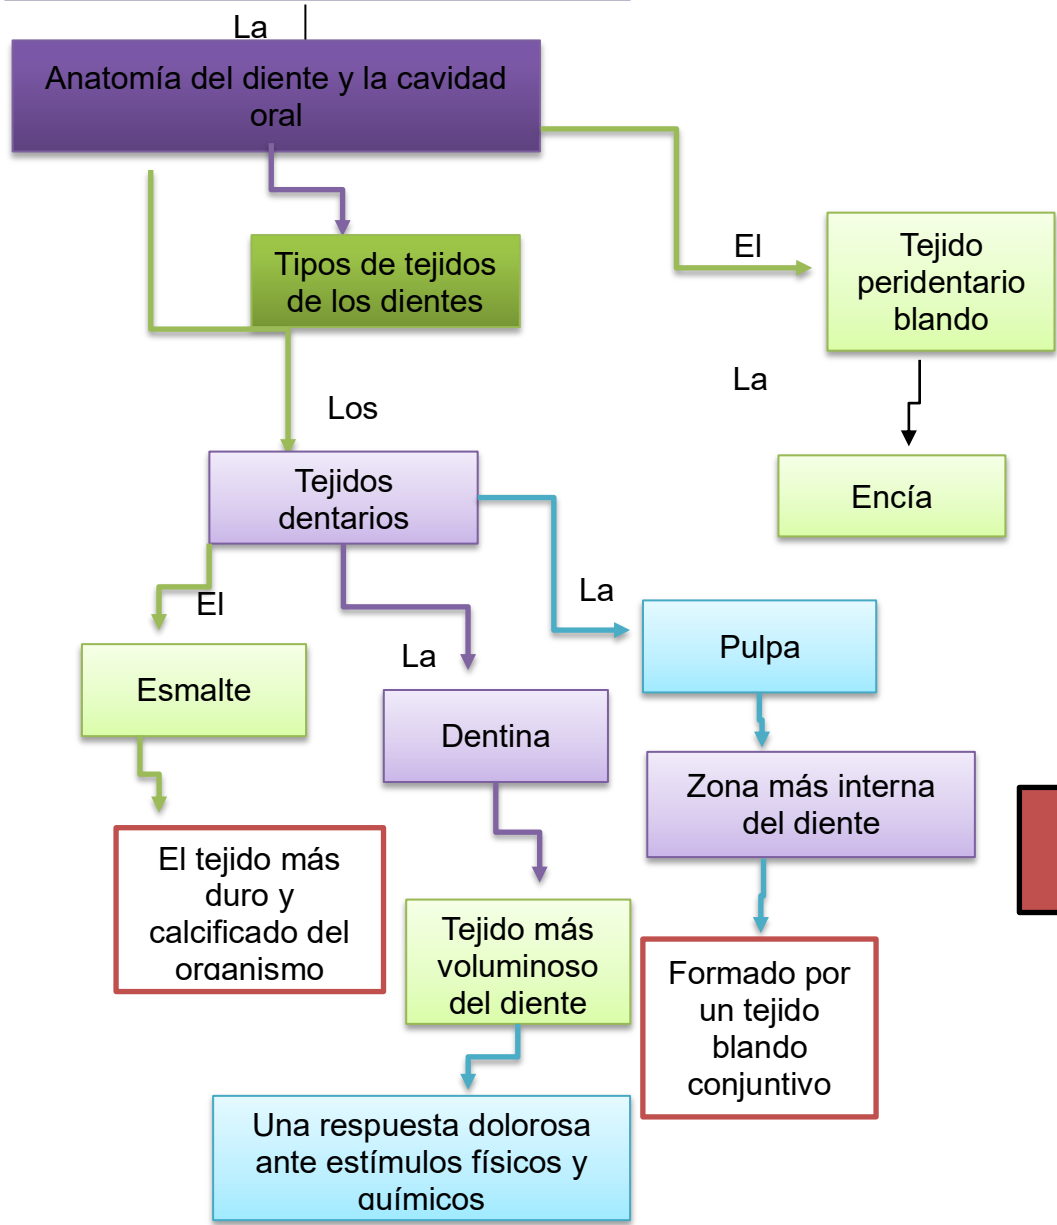 La
Anatomía del diente y la cavidad
oral
El
Tejido
peridentario
blando
Tipos de tejidos
de los dientes
La
Los
Encía
Tejidos
dentarios
El
La
La
Pulpa
Esmalte
Dentina
Zona más interna
del diente
El tejido más
duro y
calcificado del
organismo
Tejido más
voluminoso
del diente
Formado por
un tejido
blando
conjuntivo
Una respuesta dolorosa
ante estímulos físicos y
químicos